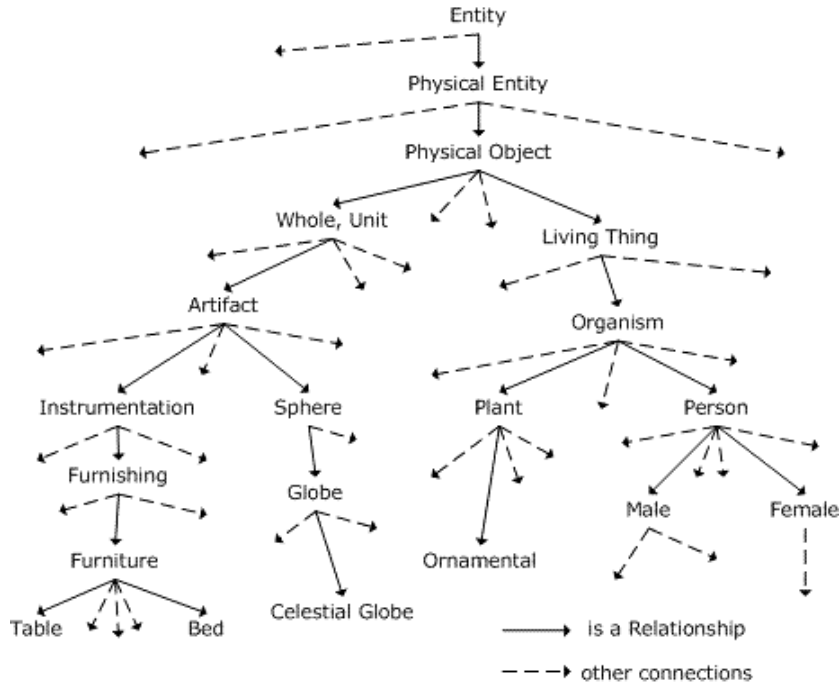 Entity
Physical Entity
Physical Object
Whole, Unit
Living Thing
Artifact
Organism
Instrumentation
Sphere
Plant
Person
Furnishing
Globe
Male
Female
Furniture
Ornamental
Table
Bed
Celestial Globe
is a Relationship
other connections